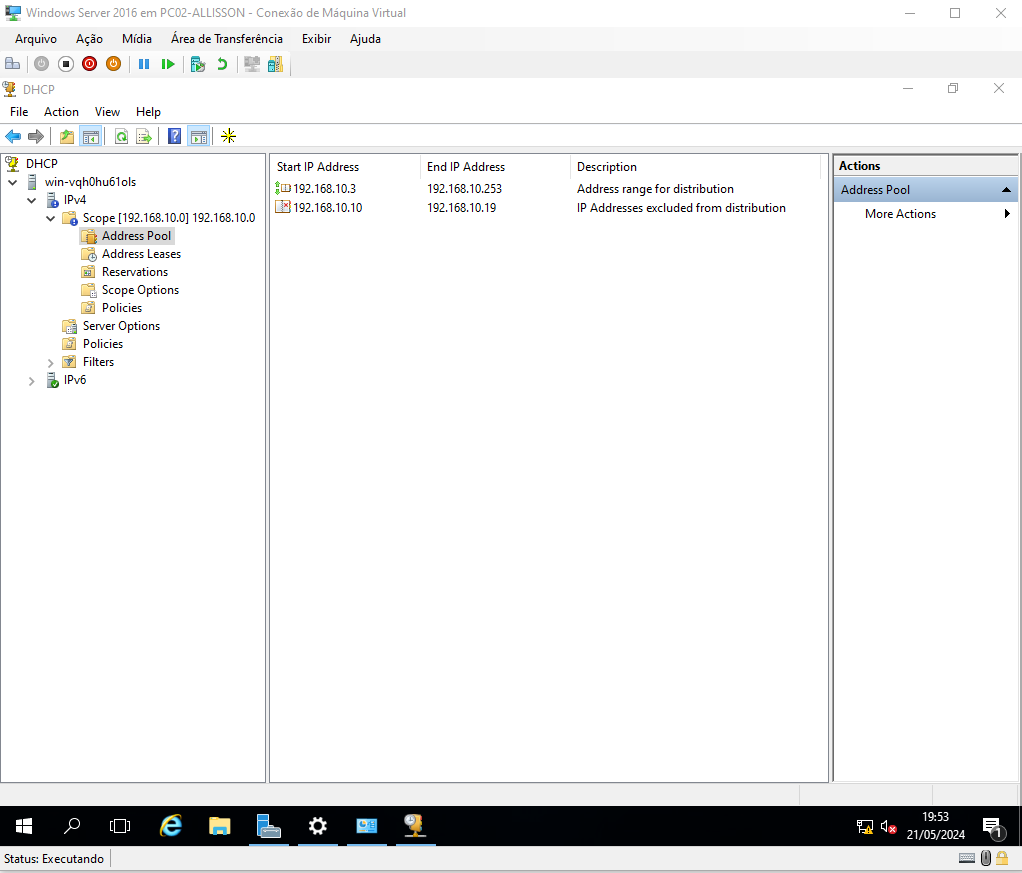 Windows Server 2016 em PC02-ALLISSON - Conexão de Máquina Virtual
Arquivo Ação Mídia Área de Transferência Exibir Ajuda
DHCP
File Action View Help
DHCP
win-vqh0hu61ols
IPv4
Scope [192.168.10.0] 192.168.10.0
Address Pool
Address Leases
Reservations
Scope Options
Policies
Server Options
Policies
Filters
IPv6
Start IP Address End IP Address Description
192.168.10.3 192.168.10.253 Address range for distribution
192.168.10.10 192.168.10.19 IP Addresses excluded from distribution
Actions
Address Pool
More Actions
19:53
21/05/2024
1
Status: Executando